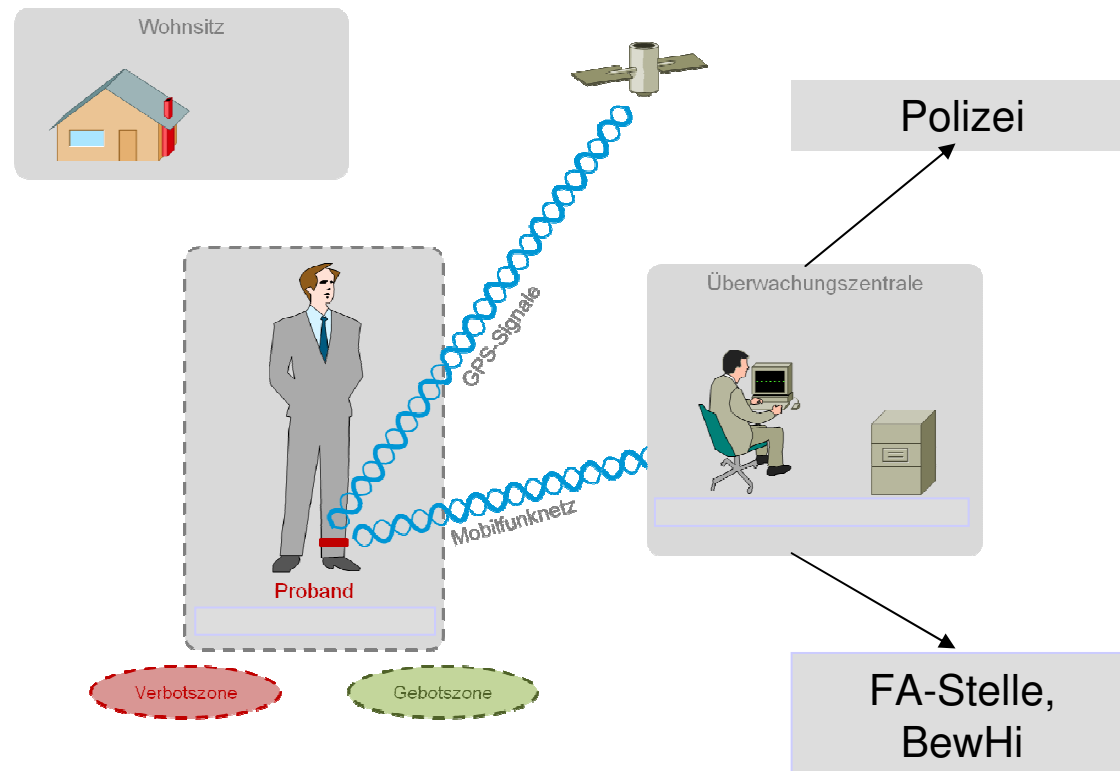 Wohnsitz
Polizei
GPS-Signale
Überwachungszentrale
Mobilfunknetz
Proband
Verbotszone
Gebotszone
FA-Stelle,
BewHi